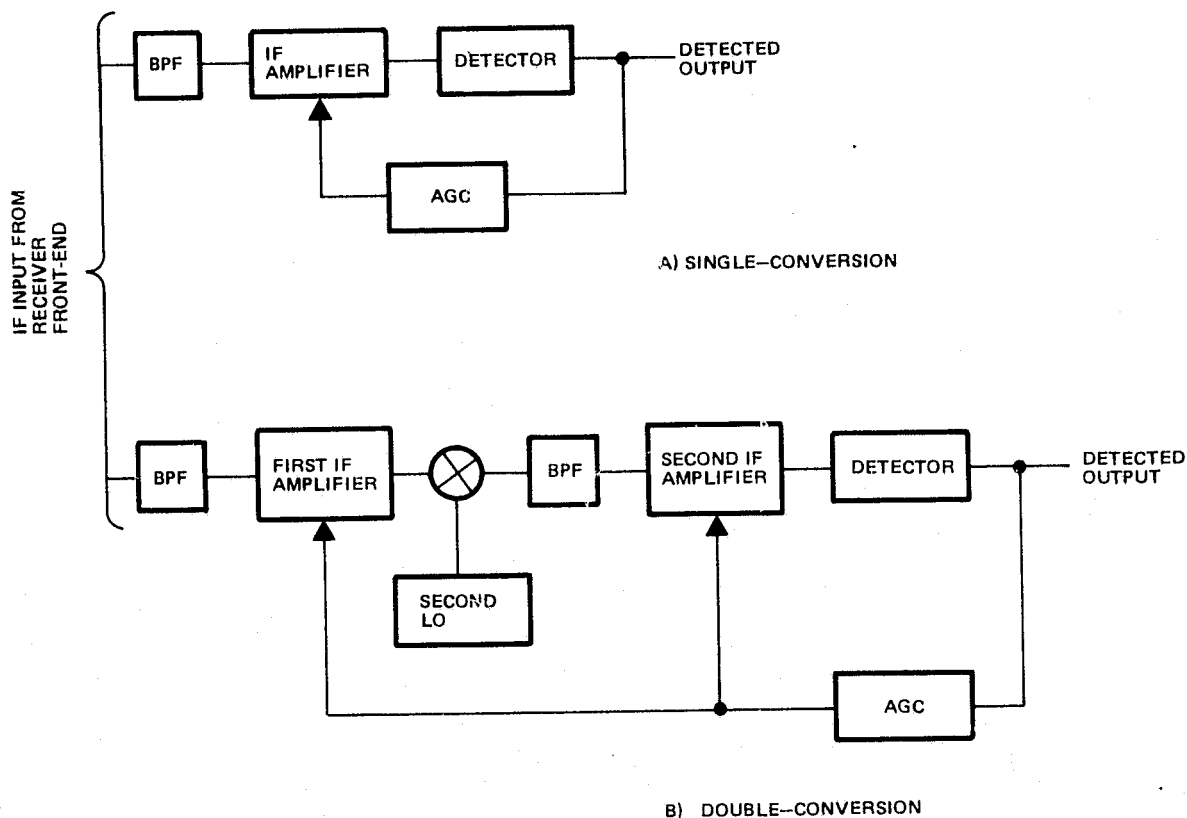 IF INPUT FROM
RECEIVER
FRONT-END
BPF
IF
AMPLIFIER
DETECTOR
DETECTED
OUTPUT
AGC
A) SINGLE–CONVERSION
BPF
FIRST IF
AMPLIFIER
SECOND
LO
BPF
SECOND IF
AMPLIFIER
DETECTOR
DETECTED
OUTPUT
AGC
B) DOUBLE–CONVERSION